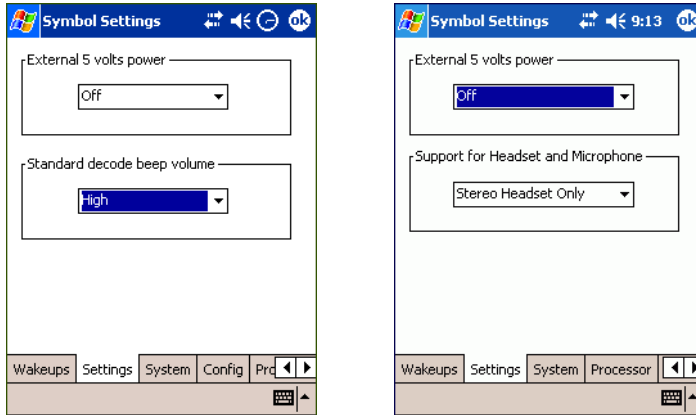 Symbol Settings
External 5 volts power
Off
Standard decode beep volume
High
Wakeups Settings System Config
Symbol Settings 9:13 ok
External 5 volts power
Off
Support for Headset and Microphone
Stereo Headset Only
Wakeups Settings System Processor
ok